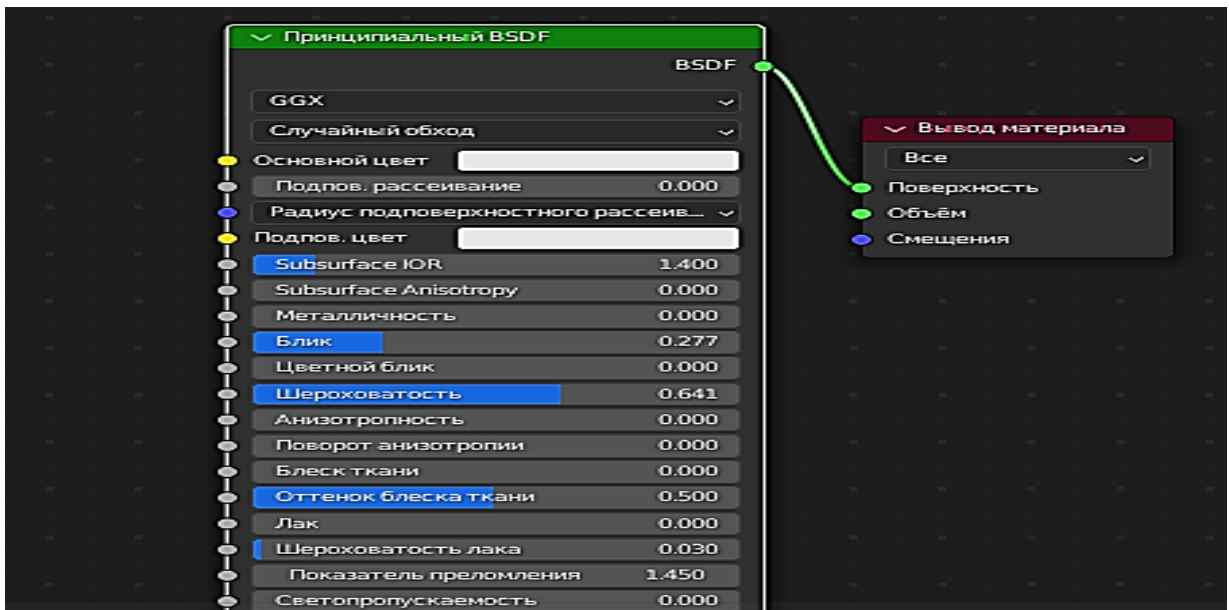 Принципиальный BSDF
BSDF
GGX
Случайный обход
Основной цвет
Подпов. рассеивание 0.000
Радиус подповерхностного рассеив...
Подпов. цвет
Subsurface IOR 1.400
Subsurface Anisotropy 0.000
Металличность 0.000
Блик 0.277
Цветной блик 0.000
Шероховатость 0.641
Анизотропность 0.000
Поворот анизотропии 0.000
Блеск ткани 0.000
Оттенок блеска ткани 0.500
Лак 0.000
Шероховатость лака 0.030
Показатель преломления 1.450
Светопропускаемость 0.000
Вывод материала
Все
Поверхность
Объём
Смещения